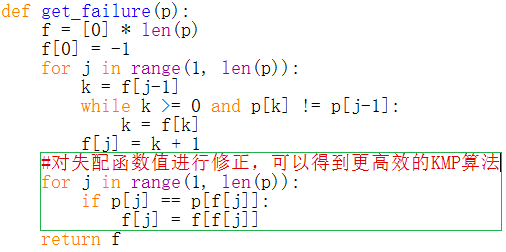 def get_failure(p):
    f = [0] * len(p)
    f[0] = -1
    for j in range(1, len(p)):
        k = f[j-1]
        while k >= 0 and p[k] != p[j-1]:
            k = f[k]
        f[j] = k + 1
    #对失配函数值进行修正，可以得到更高效的KMP算法
    for j in range(1, len(p)):
        if p[j] == p[f[j]]:
            f[j] = f[f[j]]
    return f